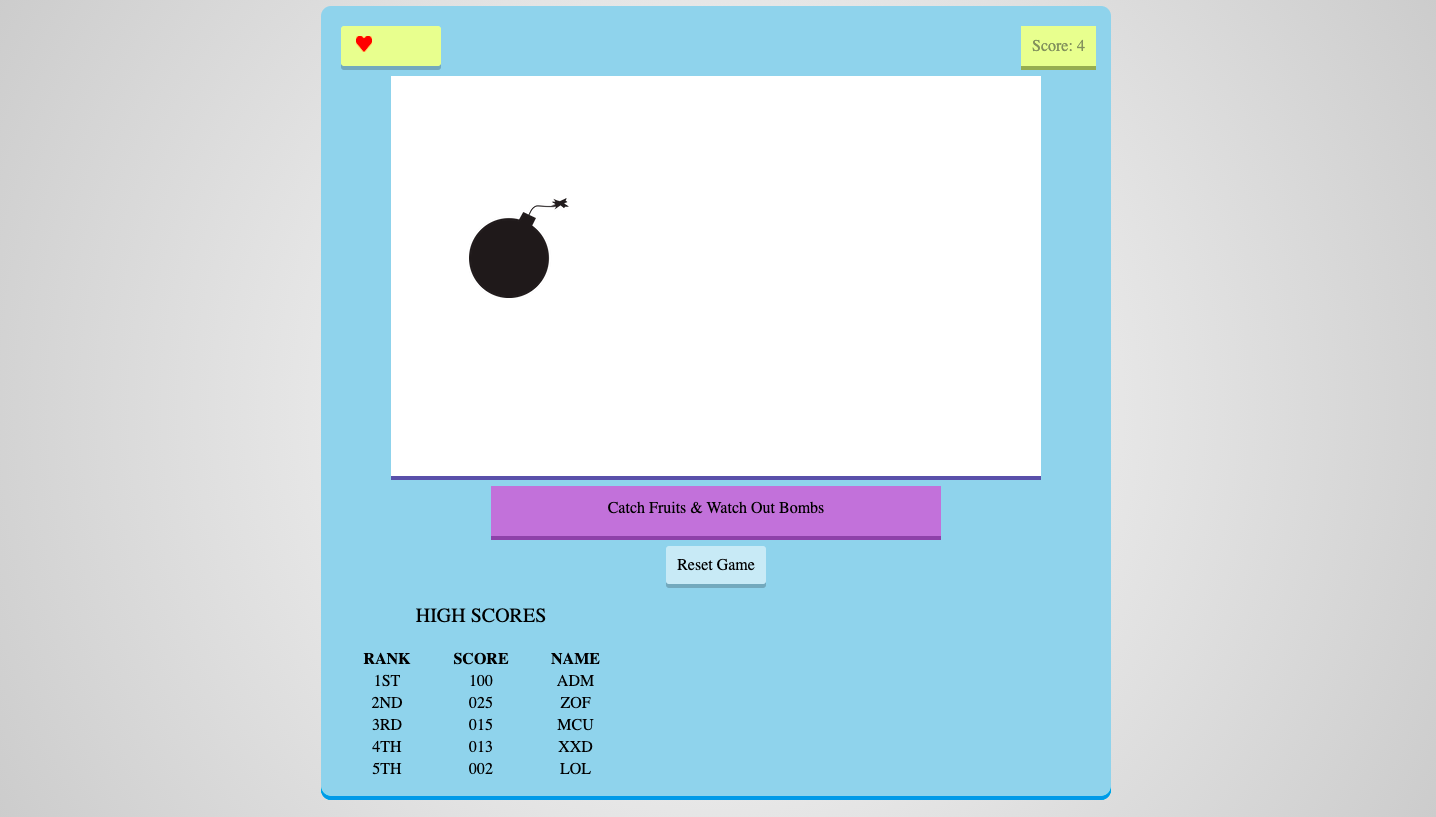 Score: 4
Catch Fruits & Watch Out Bombs
Reset Game
HIGH SCORES
RANK SCORE NAME
1ST 100 ADM
2ND 025 ZOF
3RD 015 MCU
4TH 013 XXD
5TH 002 LOL